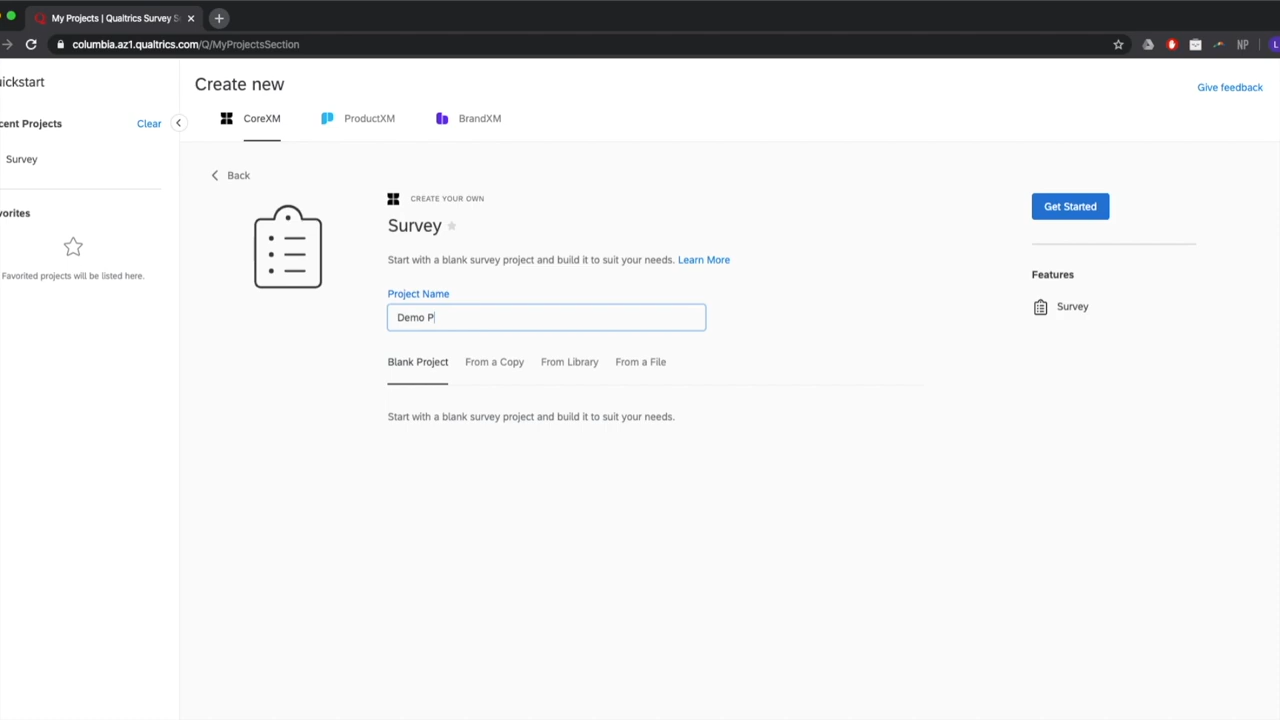 My Projects | Qualtrics Survey S
columbia.az1.qualtrics.com/Q/MyProjectsSection
NP
L
uickstart
cent Projects
Clear
Survey
vorites
Favorited projects will be listed here.
Create new
Give feedback
CoreXM
ProductXM
BrandXM
Back
CREATE YOUR OWN
Survey
Start with a blank survey project and build it to suit your needs. Learn More
Project Name
Demo P
Blank Project
From a Copy
From Library
From a File
Start with a blank survey project and build it to suit your needs.
Get Started
Features
Survey